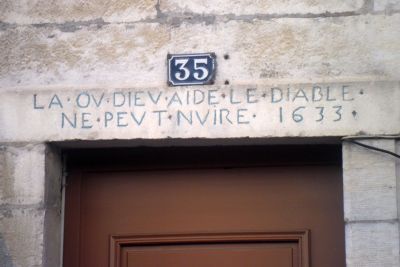 35
LA·OV·DIEV·AIDE·LE·DIABLE·
NE·PEVT·NVIRE· 1633·